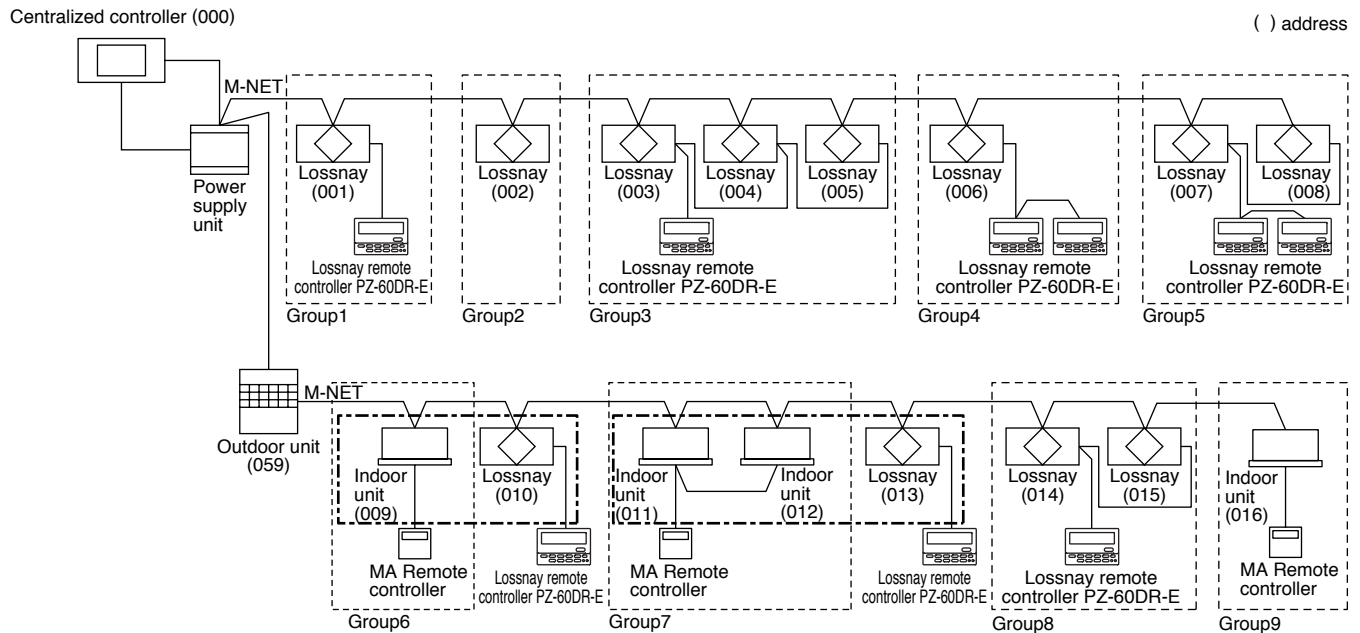 Centralized controller (000)
( ) address
M-NET
Power
supply
unit
Lossnay
(001)
Lossnay remote
controller PZ-60DR-E
Group1
Lossnay
(002)
Group2
Lossnay
(003)
Lossnay
(004)
Lossnay
(005)
Lossnay remote
controller PZ-60DR-E
Group3
Lossnay
(006)
Lossnay remote
controller PZ-60DR-E
Group4
Lossnay
(007)
Lossnay
(008)
Lossnay remote
controller PZ-60DR-E
Group5
M-NET
Outdoor unit
(059)
Indoor
unit
(009)
MA Remote
controller
Group6
Lossnay
(010)
Lossnay remote
controller PZ-60DR-E
Indoor
unit
(011)
Indoor
unit
(012)
MA Remote
controller
Group7
Lossnay
(013)
Lossnay remote
controller PZ-60DR-E
Lossnay
(014)
Lossnay
(015)
Lossnay remote
controller PZ-60DR-E
Group8
Indoor
unit
(016)
MA Remote
controller
Group9